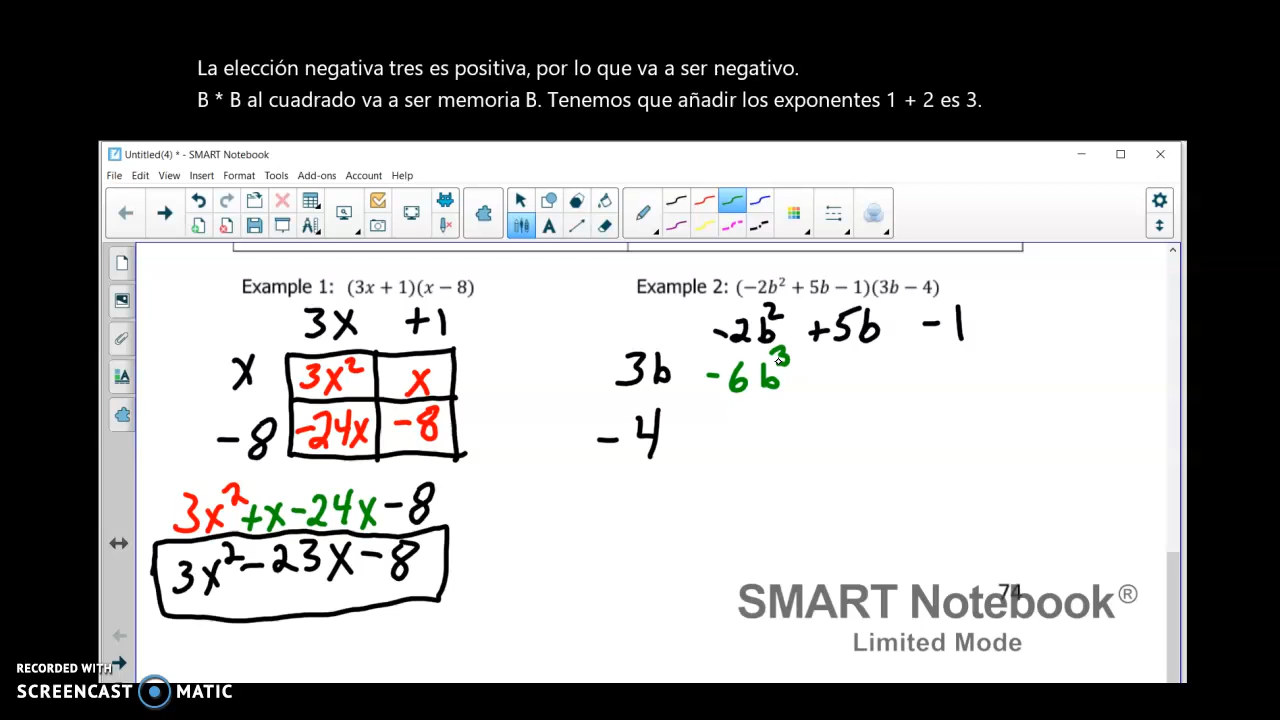 La elección negativa tres es positiva, por lo que va a ser negativo.
B * B al cuadrado va a ser memoria B. Tenemos que añadir los exponentes 1 + 2 es 3.
Untitled(4) * - SMART Notebook
File Edit View Insert Format Tools Add-ons Account Help
Example 1: (3x + 1)(x − 8)
3x +1
x 3x² x
-8 -24x -8
3x² +x -24x -8
3x² - 23x - 8
Example 2: (−2b² + 5b − 1)(3b − 4)
-2b² +5b -1
3b -6b³
-4
74
SMART Notebook®
Limited Mode
RECORDED WITH
SCREENCAST MATIC